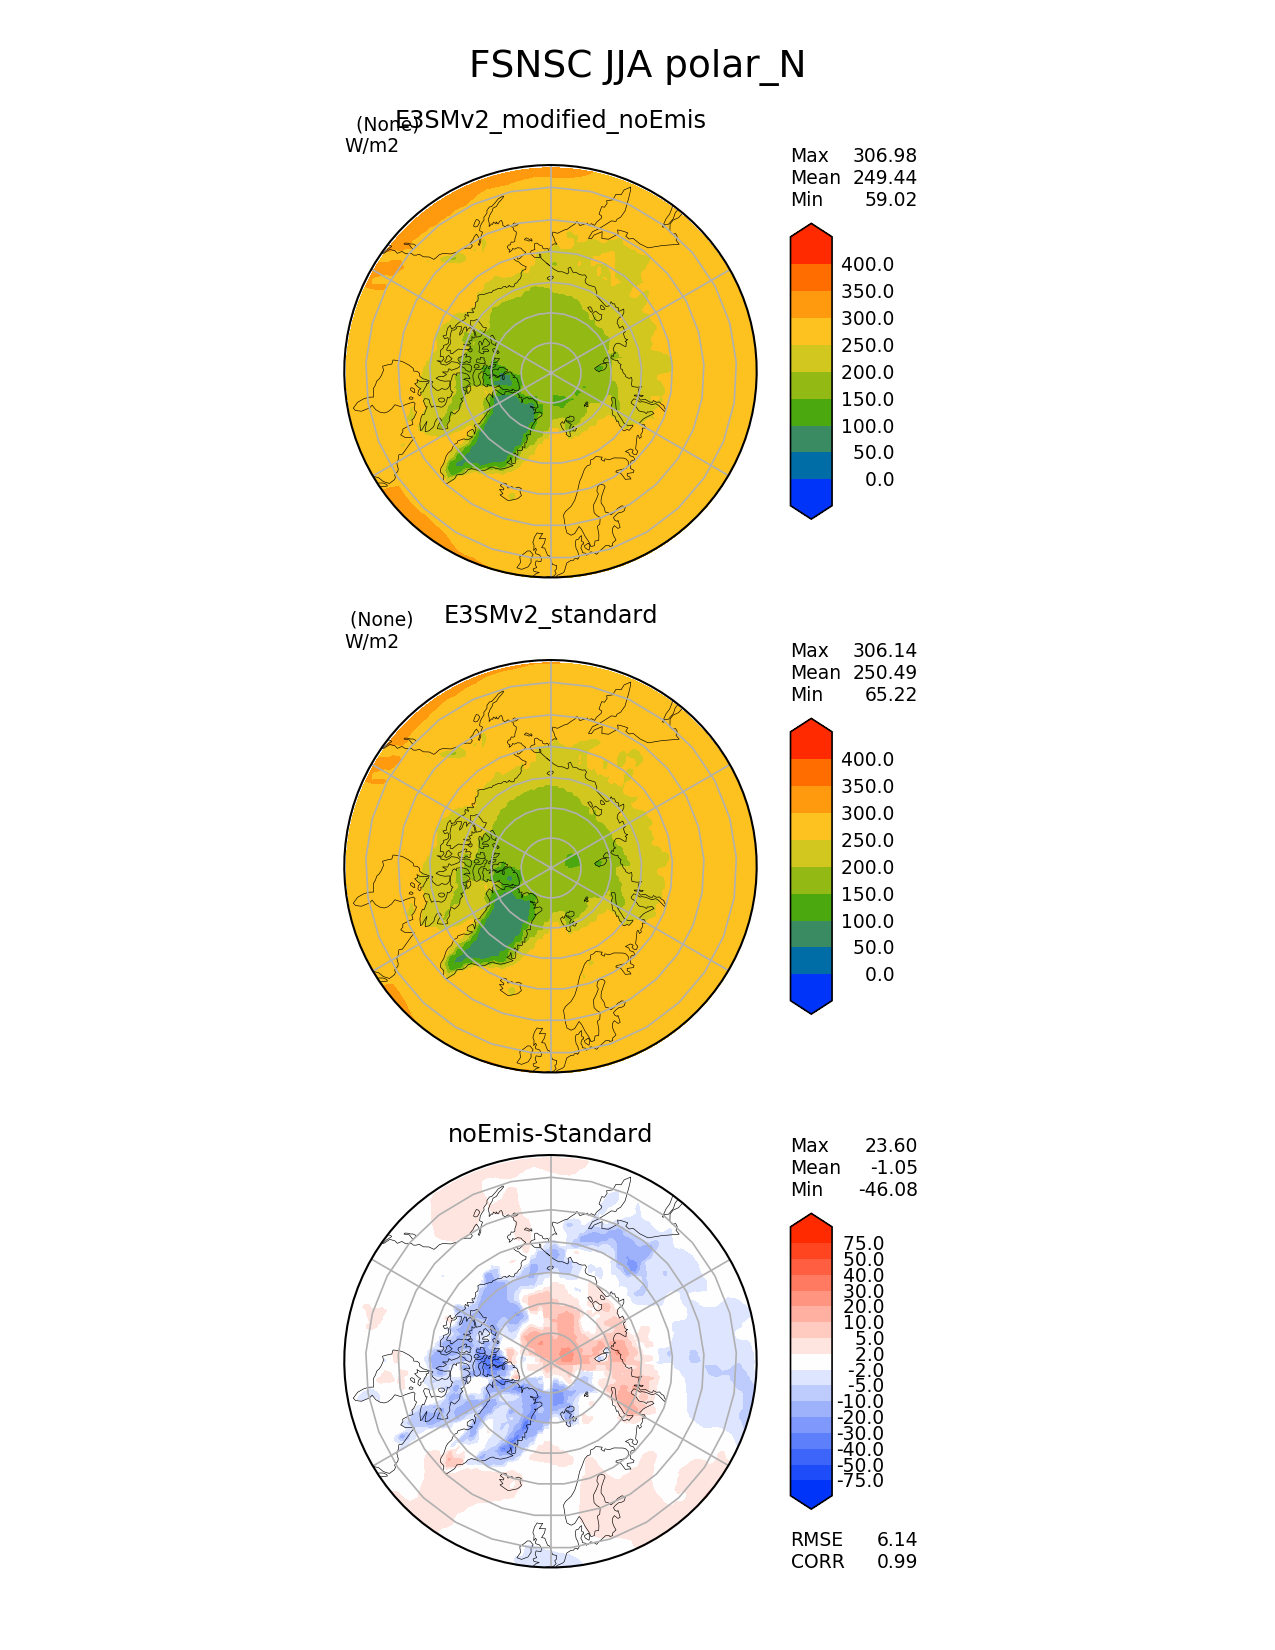 FSNSC JJA polar_N
(None) E3SMv2_modified_noEmis
W/m2
Max 306.98
Mean 249.44
Min 59.02
400.0
350.0
300.0
250.0
200.0
150.0
100.0
50.0
0.0
(None) E3SMv2_standard
W/m2
Max 306.14
Mean 250.49
Min 65.22
400.0
350.0
300.0
250.0
200.0
150.0
100.0
50.0
0.0
noEmis-Standard
Max 23.60
Mean -1.05
Min -46.08
75.0
50.0
40.0
30.0
20.0
10.0
5.0
2.0
-2.0
-5.0
-10.0
-20.0
-30.0
-40.0
-50.0
-75.0
RMSE 6.14
CORR 0.99